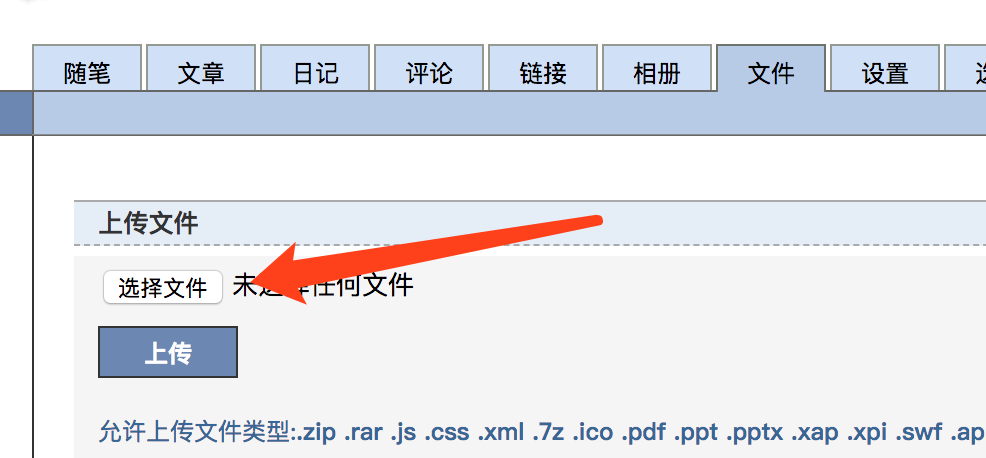 随笔 文章 日记 评论 链接 相册 文件 设置
上传文件
选择文件 未选择任何文件
上传
允许上传文件类型:.zip .rar .js .css .xml .7z .ico .pdf .ppt .pptx .xap .xpi .swf .ap